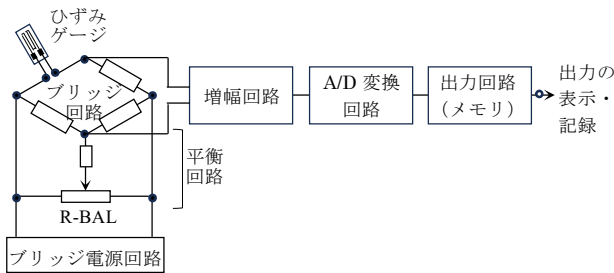 ひずみ
ゲージ
ブリッジ
回路
増幅回路
A/D 変換
回路
出力回路
（メモリ）
出力の
表示・
記録
平衡
回路
R-BAL
ブリッジ電源回路